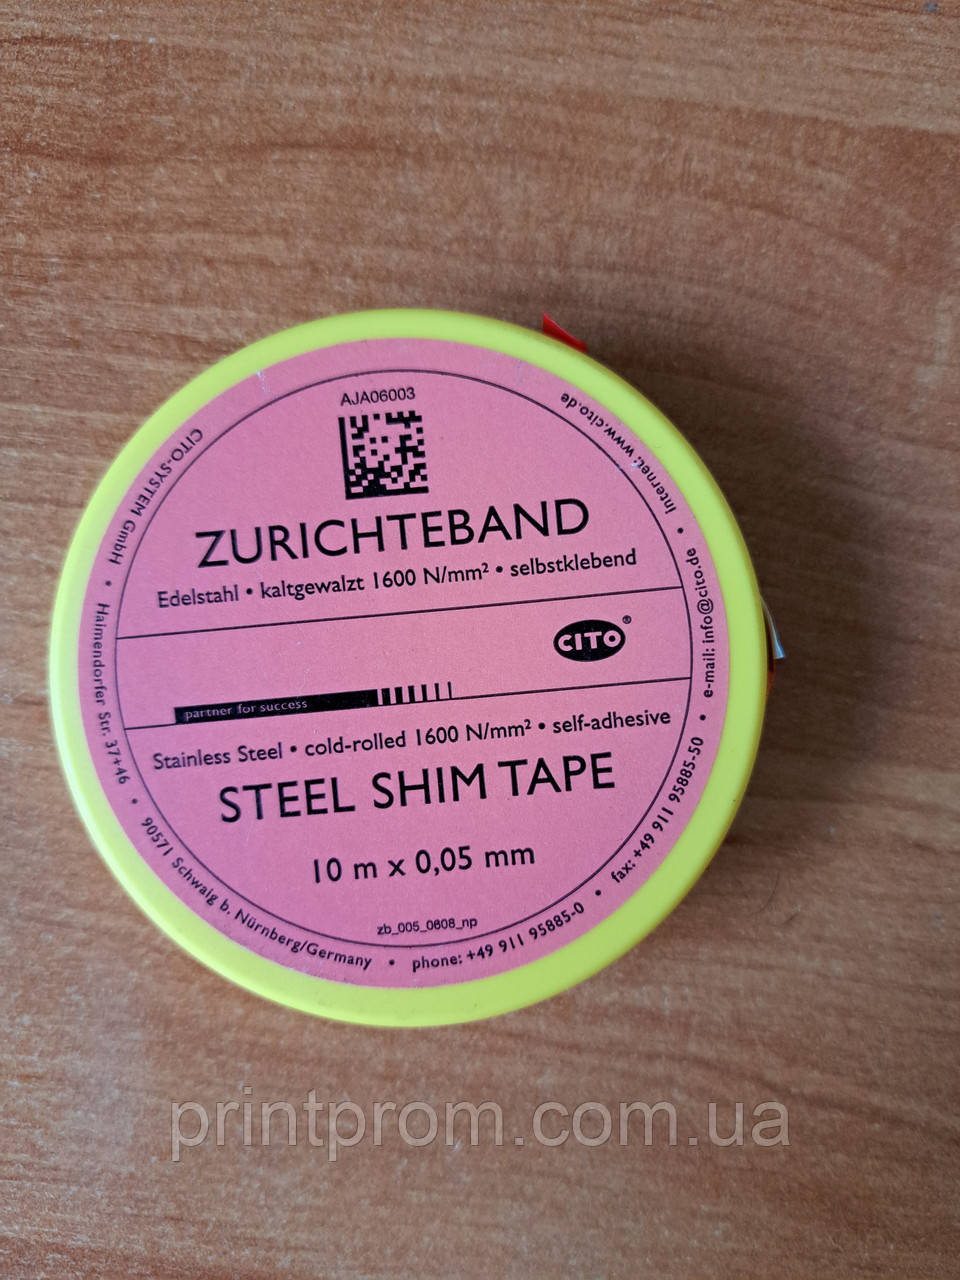 AJA06003
ZURICHTEBAND
Edelstahl • kaltgewalzt 1600 N/mm² • selbstklebend
CITO®
partner for success
Stainless Steel • cold-rolled 1600 N/mm² • self-adhesive
STEEL SHIM TAPE
10 m x 0,05 mm
zb_005_0608_np
CITO-SYSTEM GmbH • Haimendorfer Str. 37+46 • 90571 Schwaig b. Nürnberg/Germany • phone: +49 911 95885-0 • fax: +49 911 95885-50 • e-mail: info@cito.de • Internet: www.cito.de
printprom.com.ua